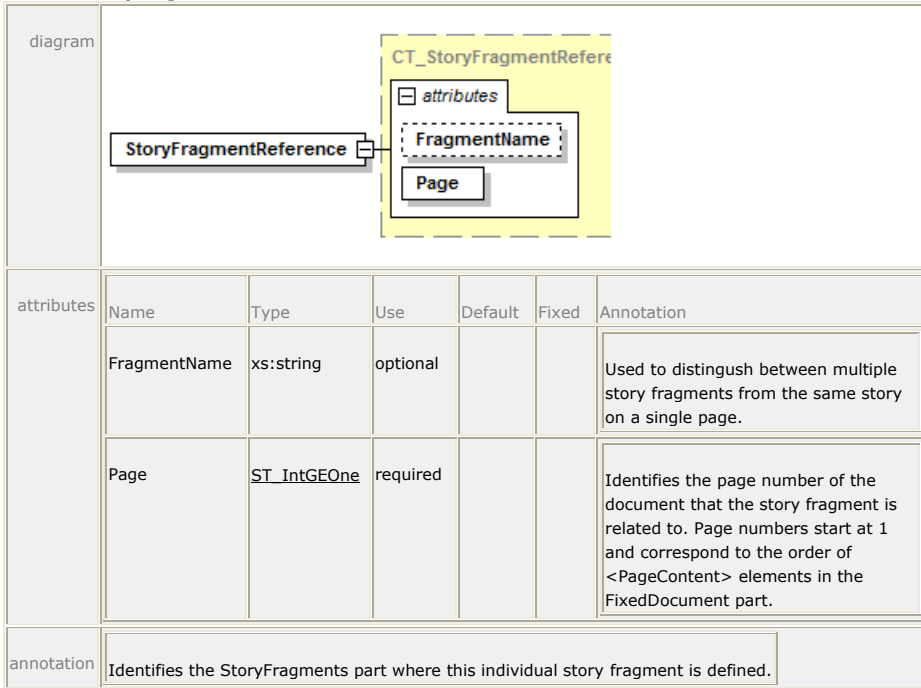 diagram
CT_StoryFragmentRefere
attributes
FragmentName
StoryFragmentReference
Page
attributes
Name Type Use Default Fixed Annotation
FragmentName xs:string optional Used to distingush between multiple
story fragments from the same story
on a single page.
Page ST_IntGEOne required Identifies the page number of the
document that the story fragment is
related to. Page numbers start at 1
and correspond to the order of
<PageContent> elements in the
FixedDocument part.
annotation Identifies the StoryFragments part where this individual story fragment is defined.